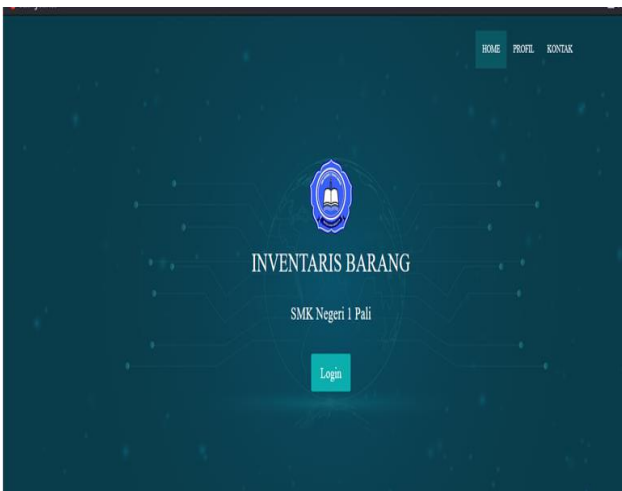 HOME PROFIL KONTAK
INVENTARIS BARANG
SMK Negeri 1 Pali
Login